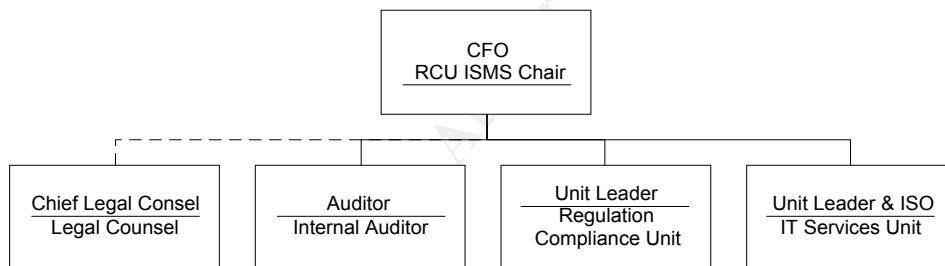 CFO
RCU ISMS Chair
Chief Legal Consel
Legal Counsel
Auditor
Internal Auditor
Unit Leader
Regulation
Compliance Unit
Unit Leader & ISO
IT Services Unit